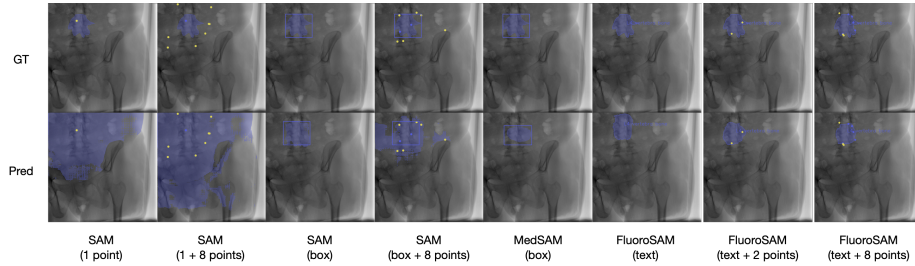 GT
Pred
SAM
(1 point)
SAM
(1 + 8 points)
SAM
(box)
SAM
(box + 8 points)
MedSAM
(box)
FluoroSAM
(text)
FluoroSAM
(text + 2 points)
FluoroSAM
(text + 8 points)